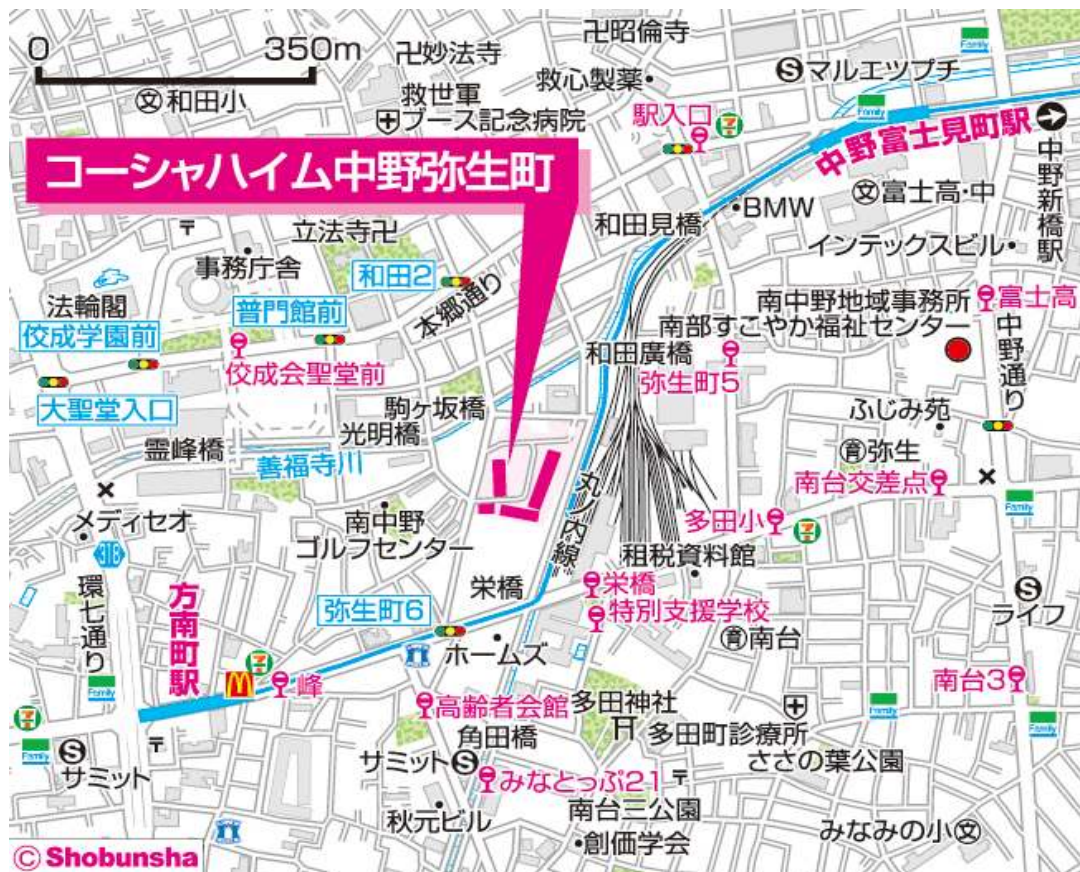 0 350m
卍妙法寺
卍昭倫寺
救心製薬
Ⓢマルエツプチ
Family
㊛和田小
救世軍
ブース記念病院
駅入口
Family
中野富士見町駅
コーシャハイム中野弥生町
中野新橋駅
BMW
㊛富士高・中
和田見橋
インテックスビル
立法寺卍
事務庁舎
和田2
本郷通り
法輪閣
普門館前
佼成学園前
南中野地域事務所
富士高
南部すこやか福祉センター
中野通り
佼成会聖堂前
和田廣橋
弥生町5
大聖堂入口
駒ヶ坂橋
光明橋
ふじみ苑
霊峰橋
善福寺川
弥生
南台交差点
丸ノ内線
メディセオ
318
南中野
ゴルフセンター
多田小
Family
租税資料館
環七通り
栄橋
栄橋
特別支援学校
弥生町6
南台
Ⓢ
ライフ
方南町駅
ホームズ
峰
Family
南台3
高齢者会館
多田神社
多田町診療所
Family
Family
角田橋
Family
Ⓢ
サミット
サミットⓈ
ささの葉公園
みなとっぷ21
南台三公園
秋元ビル
創価学会
みなみの小
© Shobunsha